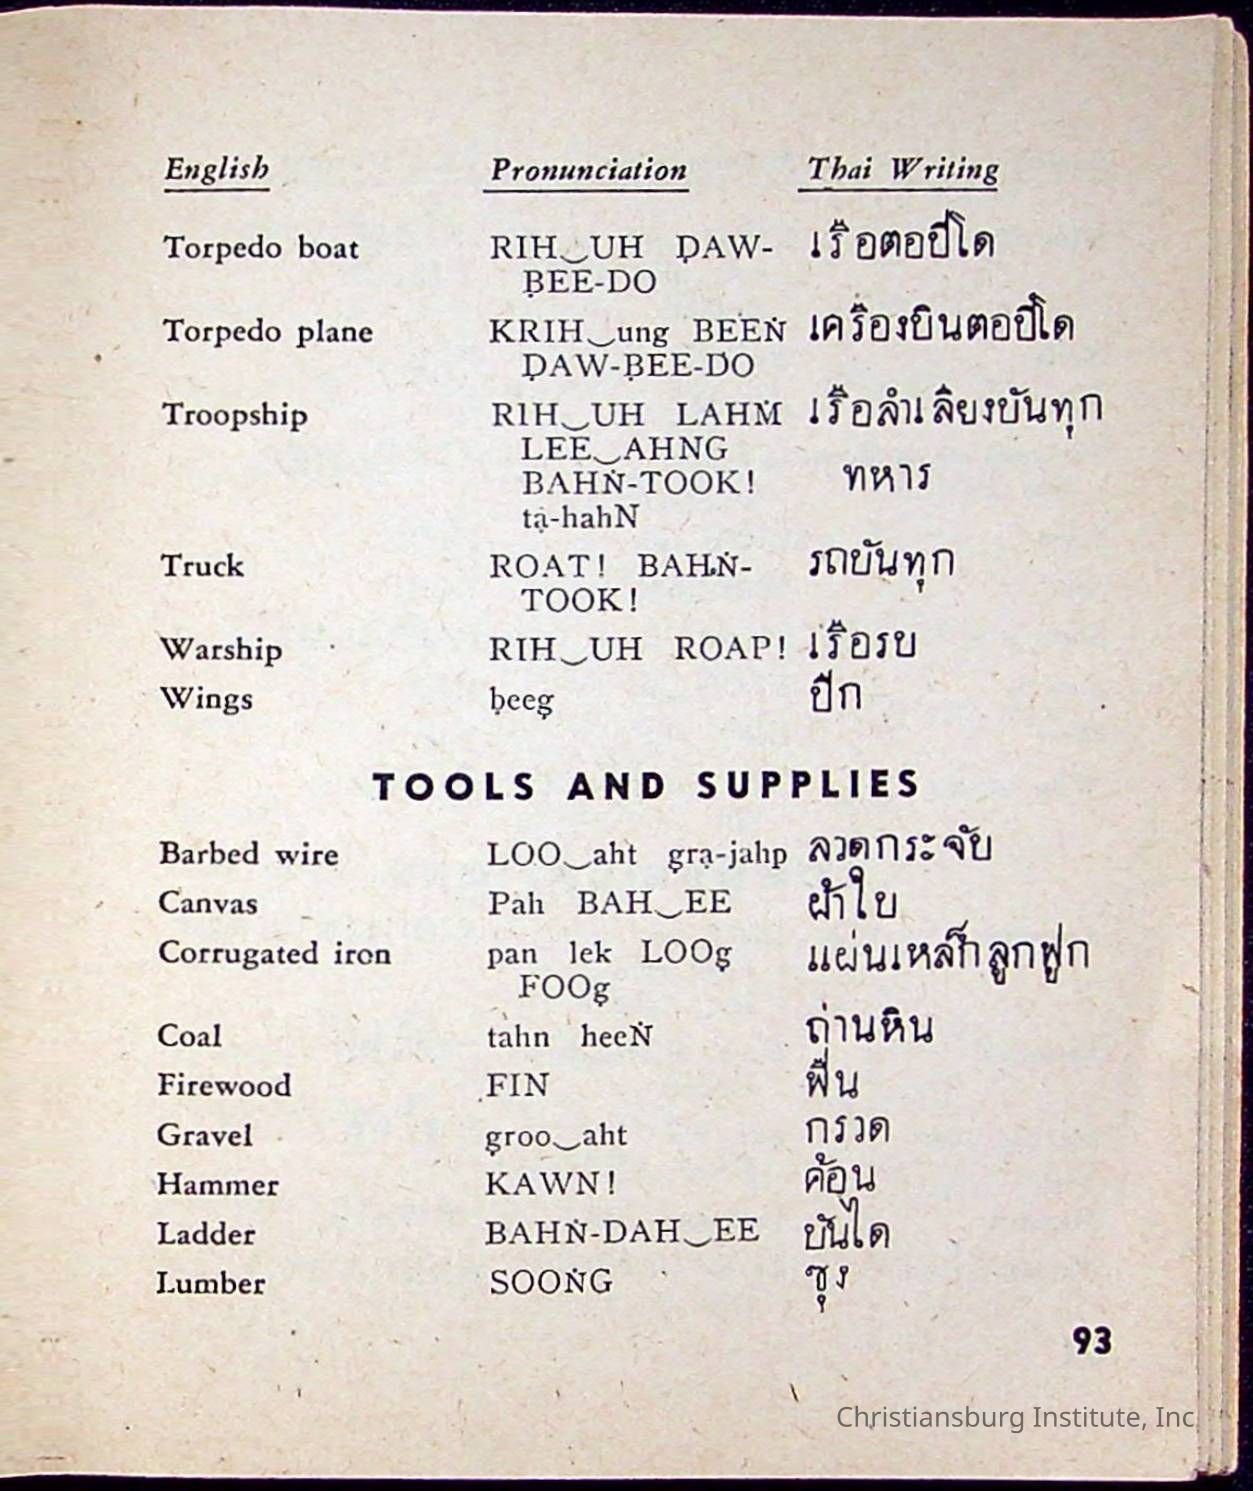 English Pronunciation Thai Writing
Torpedo boat RIH‿UH ḌAW- เรือตอปีโด
ḄEE-DO
Torpedo plane KRIH‿ung BEEṄ เครื่องบินตอปีโด
ḌAW-ḄEE-DO
Troopship RIH‿UH LAHṀ เรือลำเลียงบันทุก
LEE‿AHNG
BAHṄ-TOOK! ทหาร
tạ-hahN
Truck ROAT! BAHṄ- รถบันทุก
TOOK!
Warship RIH‿UH ROAP! เรือรบ
Wings ḅeeg̣ ปีก
TOOLS AND SUPPLIES
Barbed wire LOO‿aht g̣rạ-jahp ลวดกระจับ
Canvas Pah BAH‿EE ผ้าใบ
Corrugated iron pan lek LOOg̣ แผ่นเหล็กลูกฟูก
FOOg̣
Coal tahn heeṄ ถ่านหิน
Firewood FIN ฟืน
Gravel g̣roo‿aht กรวด
Hammer KAWN! ค้อน
Ladder BAHṄ-DAH‿EE บันได
Lumber SOOṄG ซุง
93
Christiansburg Institute, Inc